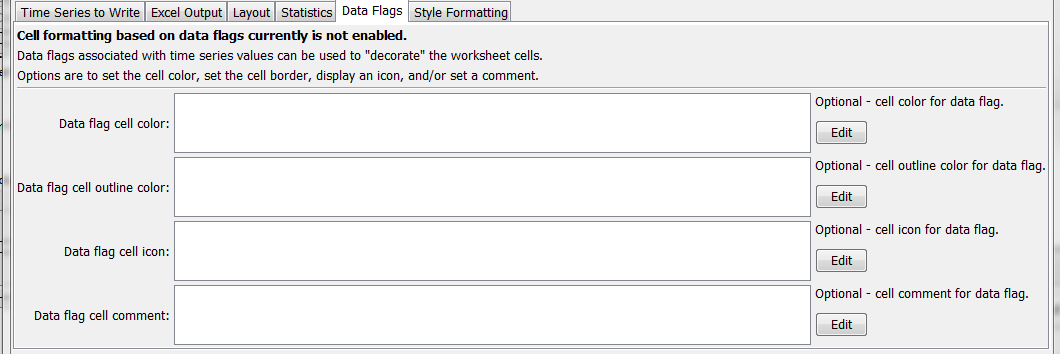 Time Series to Write Excel Output Layout Statistics Data Flags Style Formatting
Cell formatting based on data flags currently is not enabled.
Data flags associated with time series values can be used to "decorate" the worksheet cells.
Options are to set the cell color, set the cell border, display an icon, and/or set a comment.
Data flag cell color:
Optional - cell color for data flag.
Edit
Data flag cell outline color:
Optional - cell outline color for data flag.
Edit
Data flag cell icon:
Optional - cell icon for data flag.
Edit
Data flag cell comment:
Optional - cell comment for data flag.
Edit